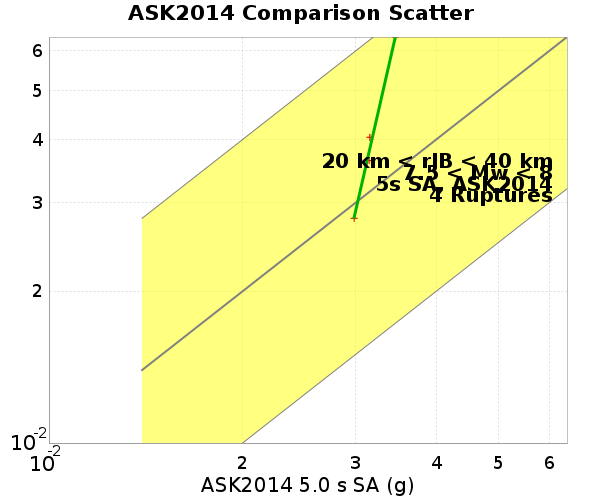 ASK2014 Comparison Scatter
6
5
4
20 km < rJB < 40 km
7.5 < Mw < 8
5s SA, ASK2014
4 Ruptures
3
2
10-2
10-2
2
3
4
5
6
ASK2014 5.0 s SA (g)